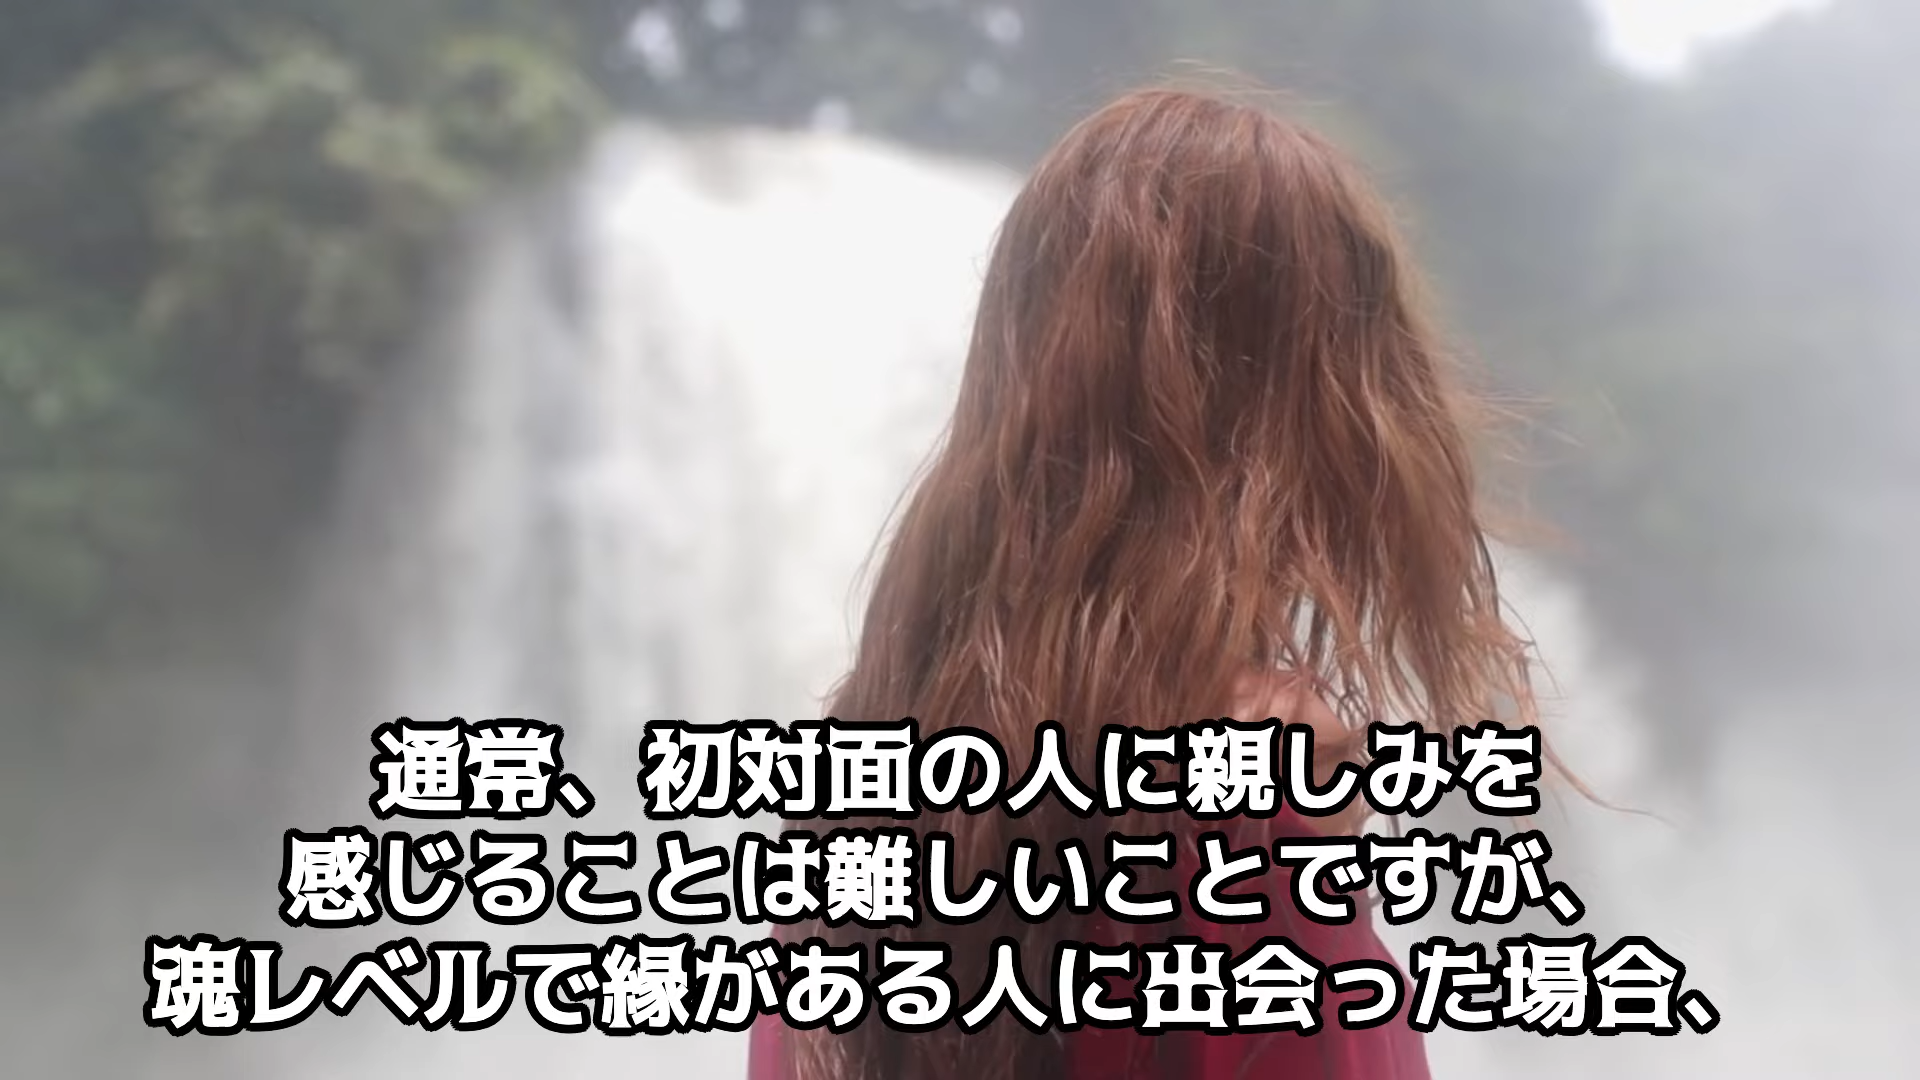 通常、初対面の人に親しみを
感じることは難しいことですが、
魂レベルで縁がある人に出会った場合、